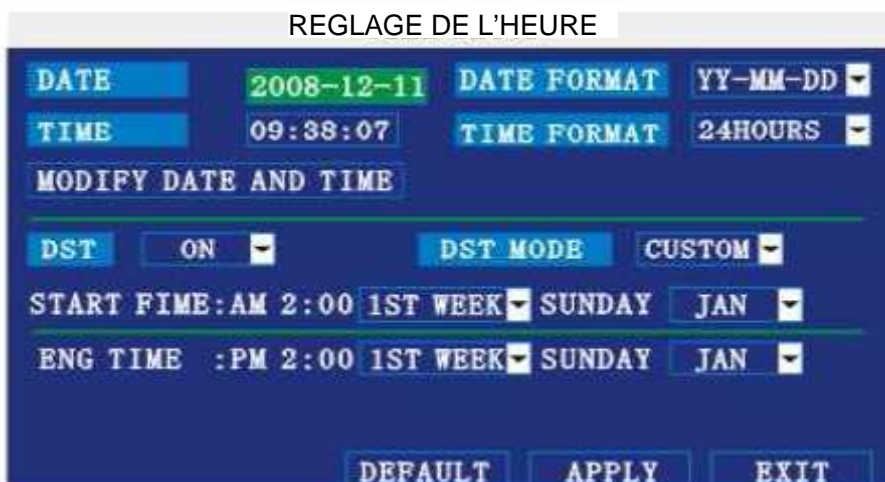 REGLAGE DE L'HEURE
DATE 2008-12-11 DATE FORMAT YY-MM-DD
TIME 09:38:07 TIME FORMAT 24HOURS
MODIFY DATE AND TIME
DST ON DST MODE CUSTOM
START FIME:AM 2:00 1ST WEEK SUNDAY JAN
ENG TIME :PM 2:00 1ST WEEK SUNDAY JAN
DEFAULT APPLY EXIT